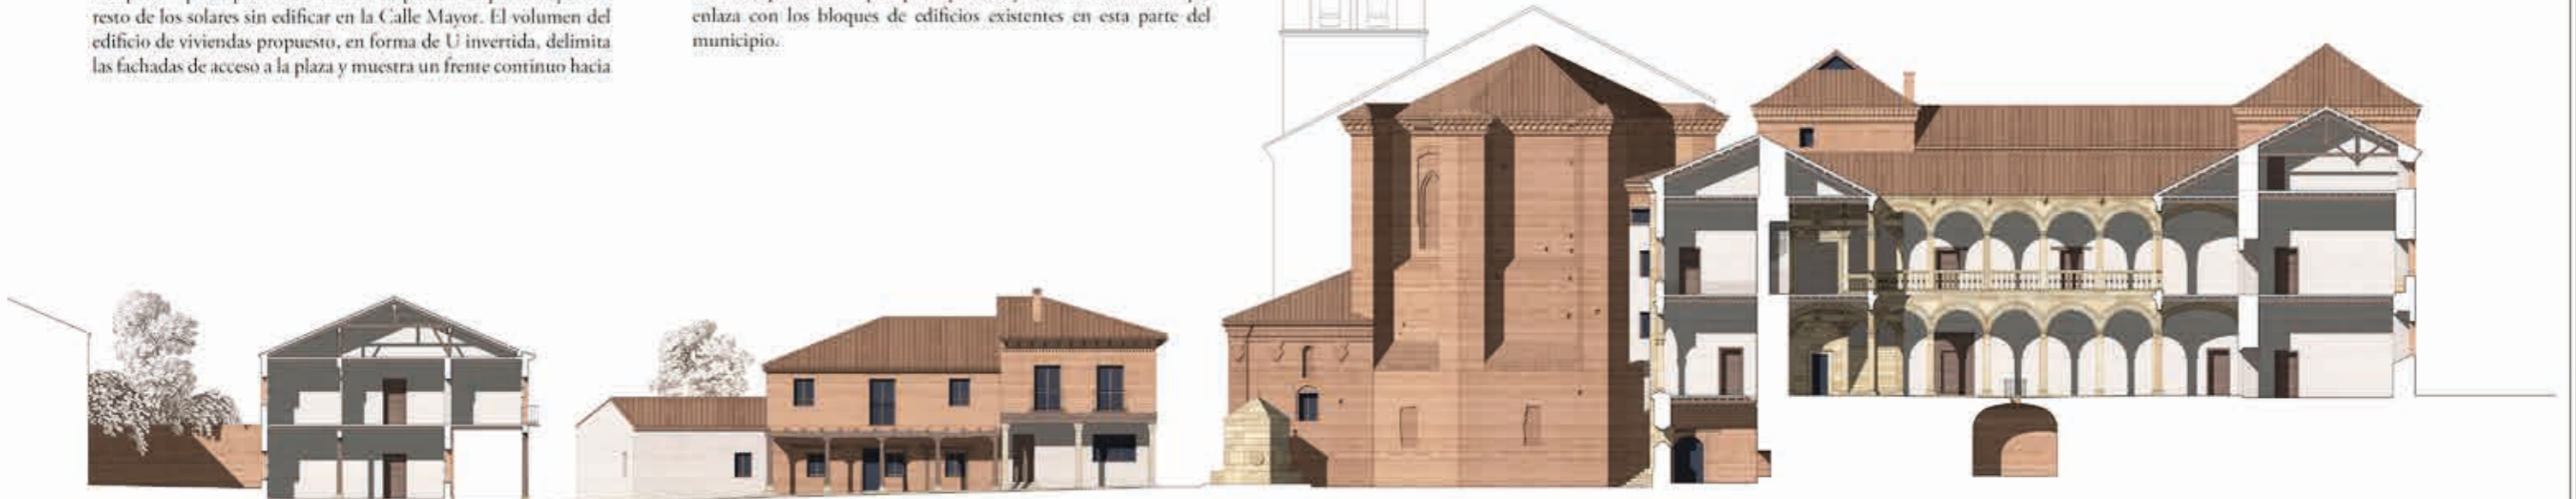 resto de los solares sin edificar en la Calle Mayor. El volumen del
edificio de viviendas propuesto, en forma de U invertida, delimita
las fachadas de acceso a la plaza y muestra un frente continuo hacia
enlaza con los bloques de edificios existentes en esta parte del
municipio.